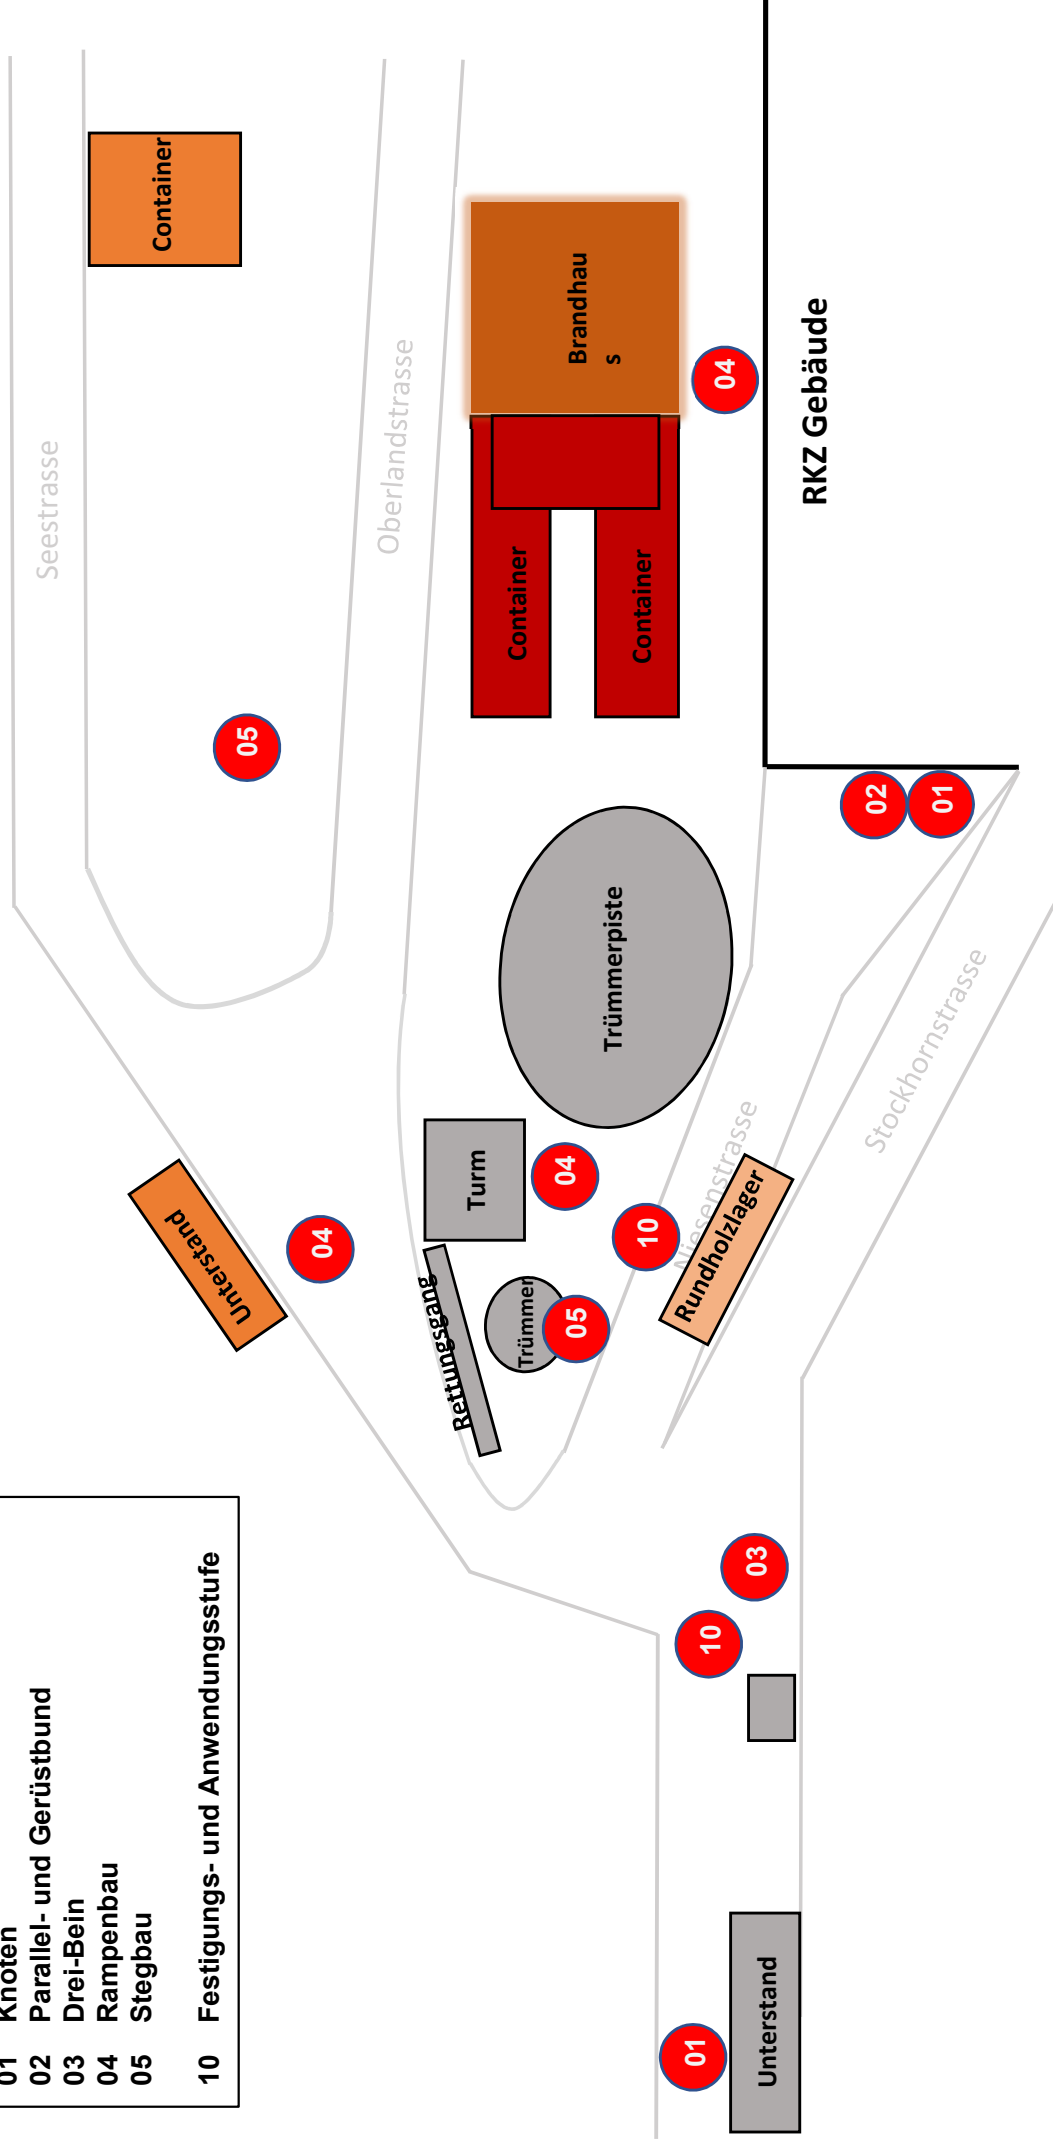 Seestrasse
Container
Oberlandstrasse
Brandhau
s
04
RKZ Gebäude
Container
Container
05
02
01
Trümmerpiste
Stockhornstrasse
Niesenstrasse
Turm
04
10
Rundholzlager
Unterstand
04
Rettungsgang
Trümmer
05
03
10
01
Unterstand
01 Knoten
02 Parallel- und Gerüstbund
03 Drei-Bein
04 Rampenbau
05 Stegbau
10 Festigungs- und Anwendungsstufe